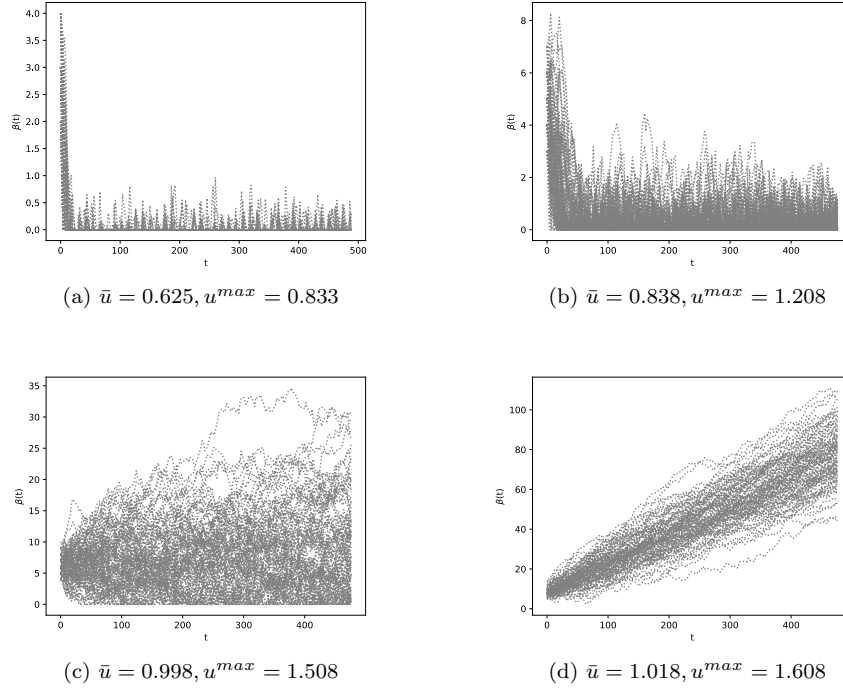 4.0
3.5
3.0
2.5
2.0
1.5
1.0
0.5
0.0
β(t)
0 100 200 300 400 500
t
(a) ū = 0.625, u^{max} = 0.833
8
6
4
2
0
β(t)
0 100 200 300 400
t
(b) ū = 0.838, u^{max} = 1.208
35
30
25
20
15
10
5
0
β(t)
0 100 200 300 400
t
(c) ū = 0.998, u^{max} = 1.508
100
80
60
40
20
0
β(t)
0 100 200 300 400
t
(d) ū = 1.018, u^{max} = 1.608